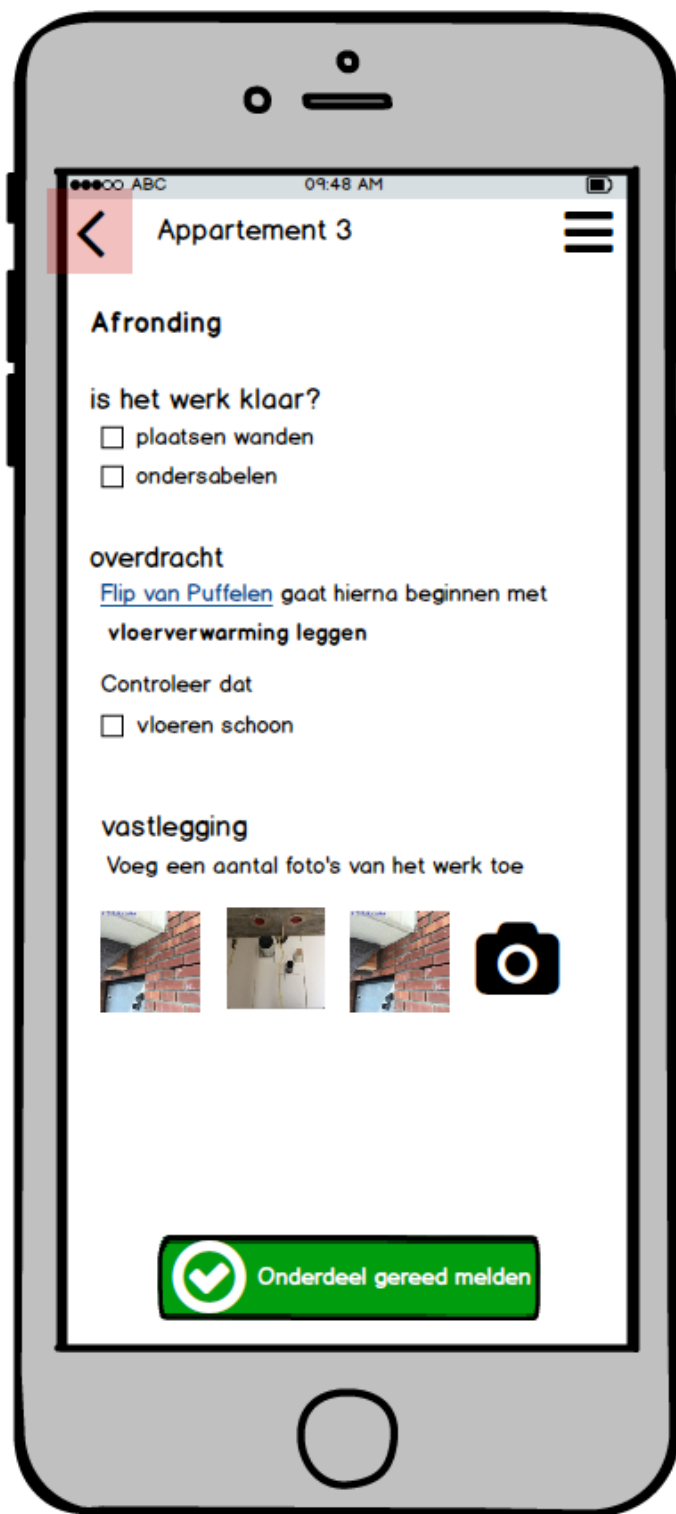 ABC 09:48 AM
Appartement 3
Afronding
is het werk klaar?
plaatsen wanden
ondersabelen
overdracht
Flip van Puffelen gaat hierna beginnen met
vloerverwarming leggen
Controleer dat
vloeren schoon
vastlegging
Voeg een aantal foto's van het werk toe
Onderdeel gereed melden